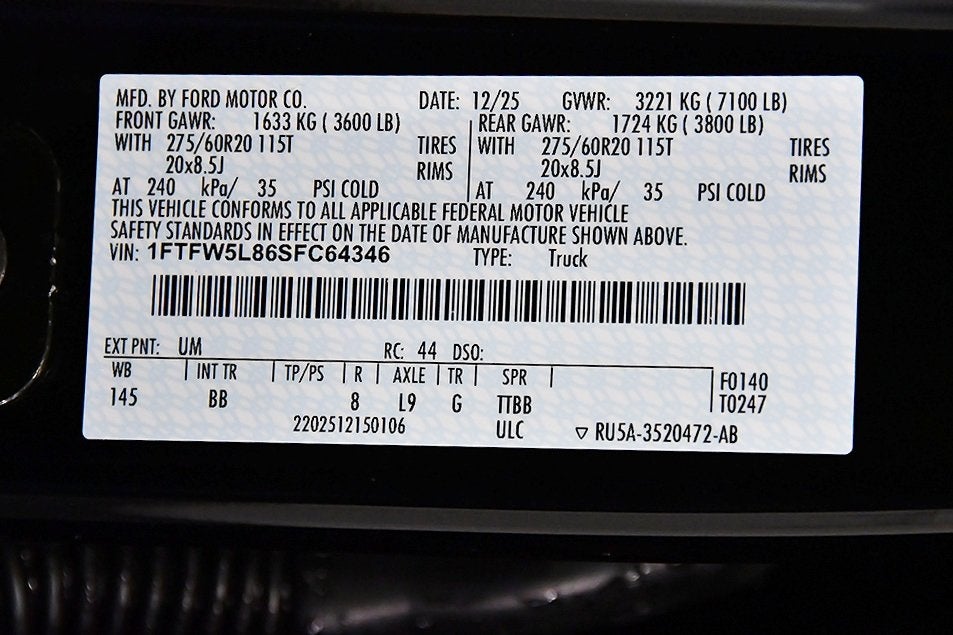 MFD. BY FORD MOTOR CO. DATE: 12/25 GVWR: 3221 KG ( 7100 LB)
FRONT GAWR: 1633 KG ( 3600 LB) REAR GAWR: 1724 KG ( 3800 LB)
WITH 275/60R20 115T TIRES WITH 275/60R20 115T TIRES
20x8.5J RIMS 20x8.5J RIMS
AT 240 kPa/ 35 PSI COLD AT 240 kPa/ 35 PSI COLD
THIS VEHICLE CONFORMS TO ALL APPLICABLE FEDERAL MOTOR VEHICLE
SAFETY STANDARDS IN EFFECT ON THE DATE OF MANUFACTURE SHOWN ABOVE.
VIN: 1FTFW5L86SFC64346 TYPE: Truck
EXT PNT: UM RC: 44 DSO:
WB INT TR TP/PS R AXLE TR SPR F0140
145 BB 8 L9 G TTBB T0247
2202512150106 ULC ▽ RU5A-3520472-AB